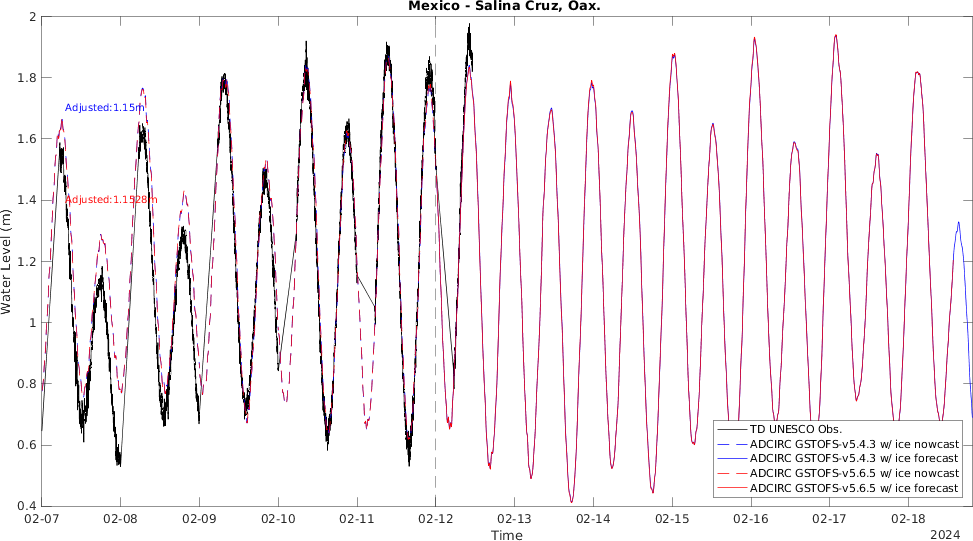 Mexico - Salina Cruz, Oax.
Water Level (m)
2
1.8
1.6
1.4
1.2
1
0.8
0.6
0.4
Adjusted:1.15m
Adjusted:1.1528m
TD UNESCO Obs.
ADCIRC GSTOFS-v5.4.3 w/ ice nowcast
ADCIRC GSTOFS-v5.4.3 w/ ice forecast
ADCIRC GSTOFS-v5.6.5 w/ ice nowcast
ADCIRC GSTOFS-v5.6.5 w/ ice forecast
02-07 02-08 02-09 02-10 02-11 02-12 02-13 02-14 02-15 02-16 02-17 02-18
Time
2024